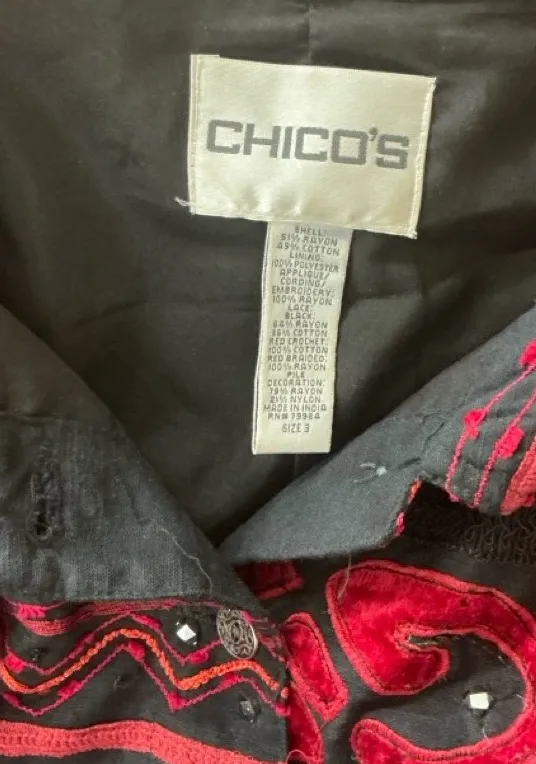 CHICO'S
SHELL:
51% RAYON
49% COTTON
LINING:
100% POLYESTER
APPLIQUE/
CORDING/
EMBROIDERY:
100% RAYON
LACE:
BLACK:
64% RAYON
36% COTTON
RED CROCHET:
100% COTTON
RED BRAIDED:
100% RAYON
PILE
DECORATION:
79% RAYON
21% NYLON
MADE IN INDIA
RN# 79984
SIZE 3